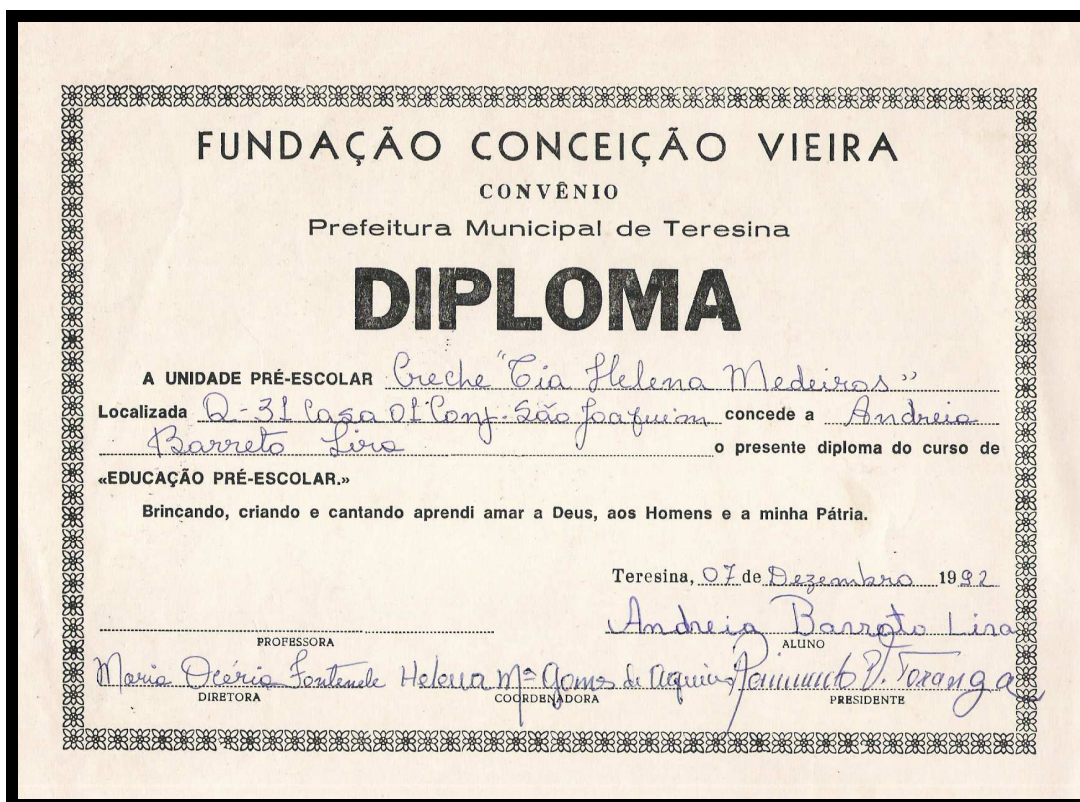 FUNDAÇÃO CONCEIÇÃO VIEIRA
CONVÊNIO
Prefeitura Municipal de Teresina
DIPLOMA
A UNIDADE PRÉ-ESCOLAR Creche "Tia Helena Medeiros"
Localizada Q-31 Casa 01 Conj. São Joaquim concede a Andreia
Barreto Lira o presente diploma do curso de
«EDUCAÇÃO PRÉ-ESCOLAR.»
Brincando, criando e cantando aprendi amar a Deus, aos Homens e a minha Pátria.
Teresina, 07 de Dezembro 1992
Andreia Barreto Lira
PROFESSORA ALUNO
Maria Fontenele Helena Mª Gomes de Raimundo
DIRETORA COORDENADORA PRESIDENTE